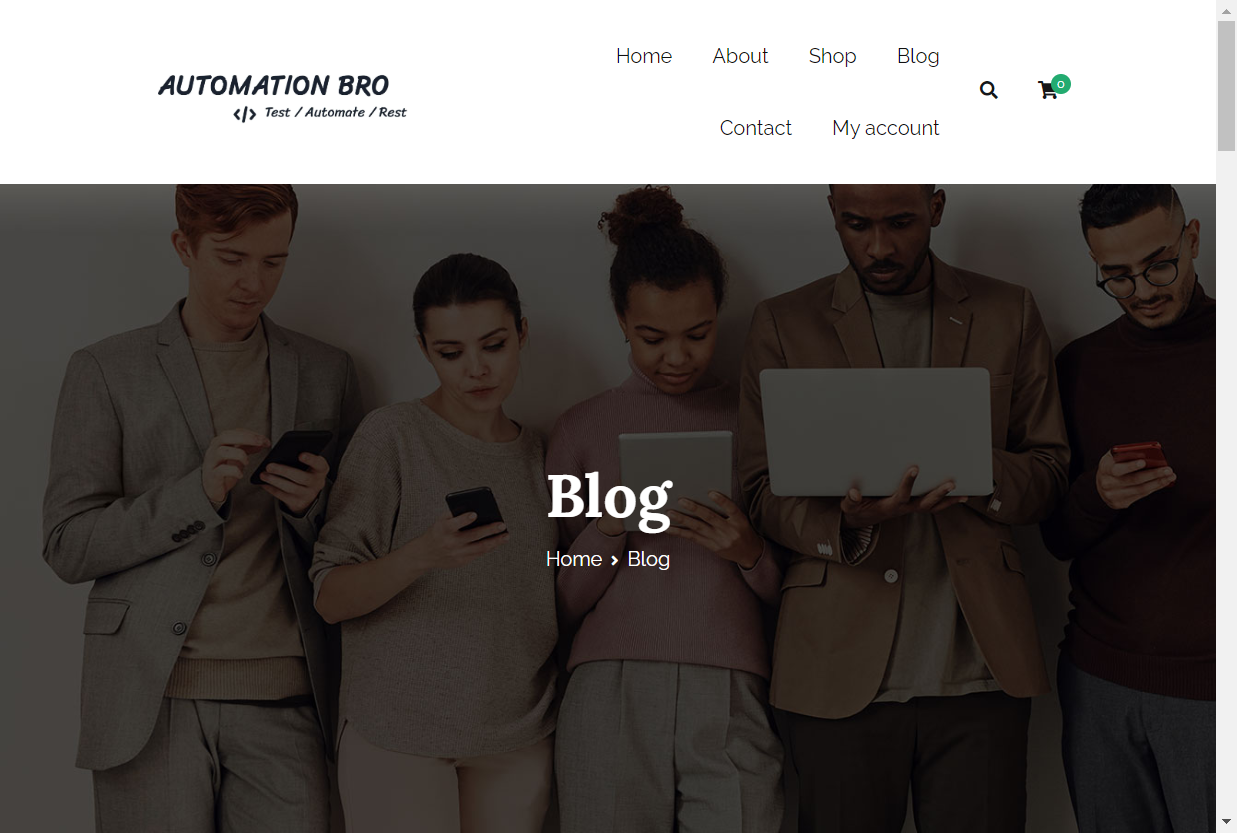 Home About Shop Blog
AUTOMATION BRO
</> Test / Automate / Rest
0
Contact My account
Blog
Home > Blog